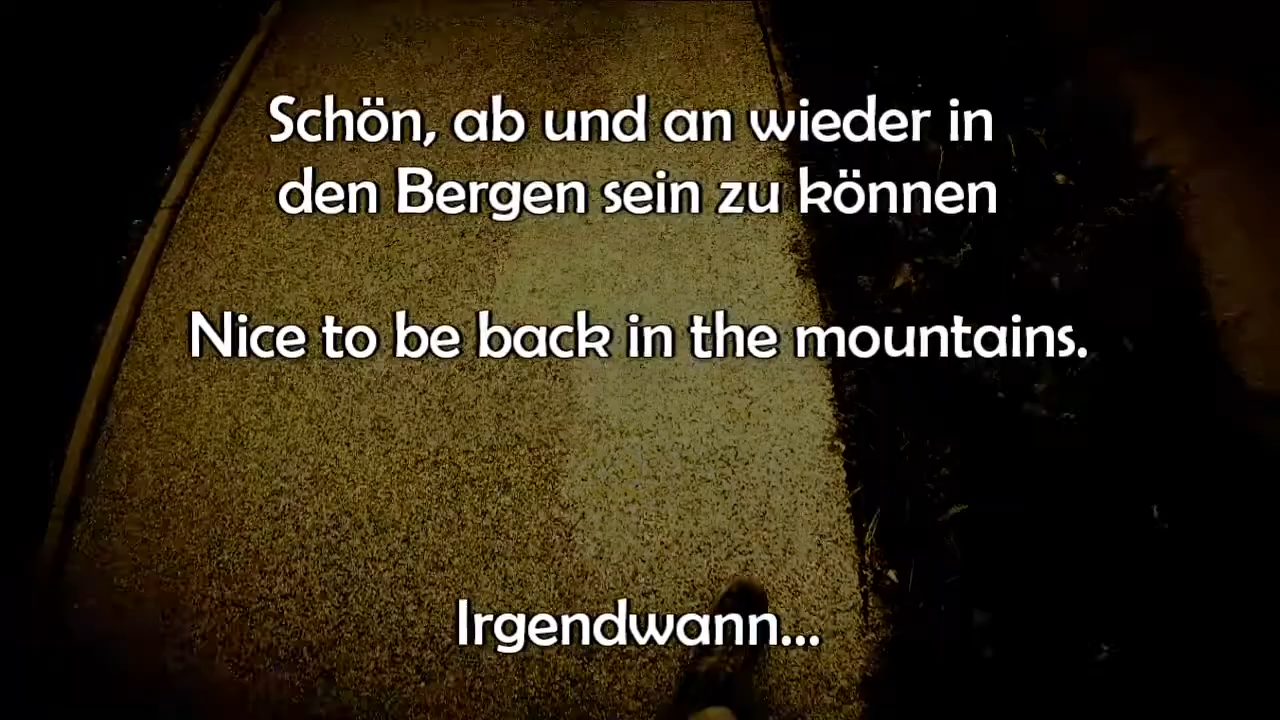 Schön, ab und an wieder in
den Bergen sein zu können
Nice to be back in the mountains.
Irgendwann...